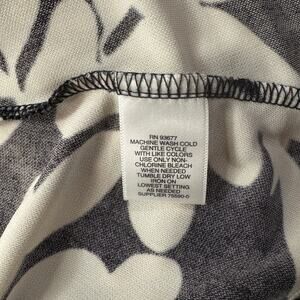 RN 93677
MACHINE WASH COLD
GENTLE CYCLE
WITH LIKE COLORS
USE ONLY NON-
CHLORINE BLEACH
WHEN NEEDED
TUMBLE DRY LOW
IRON ON
LOWEST SETTING
AS NEEDED
SUPPLIER 75590-0